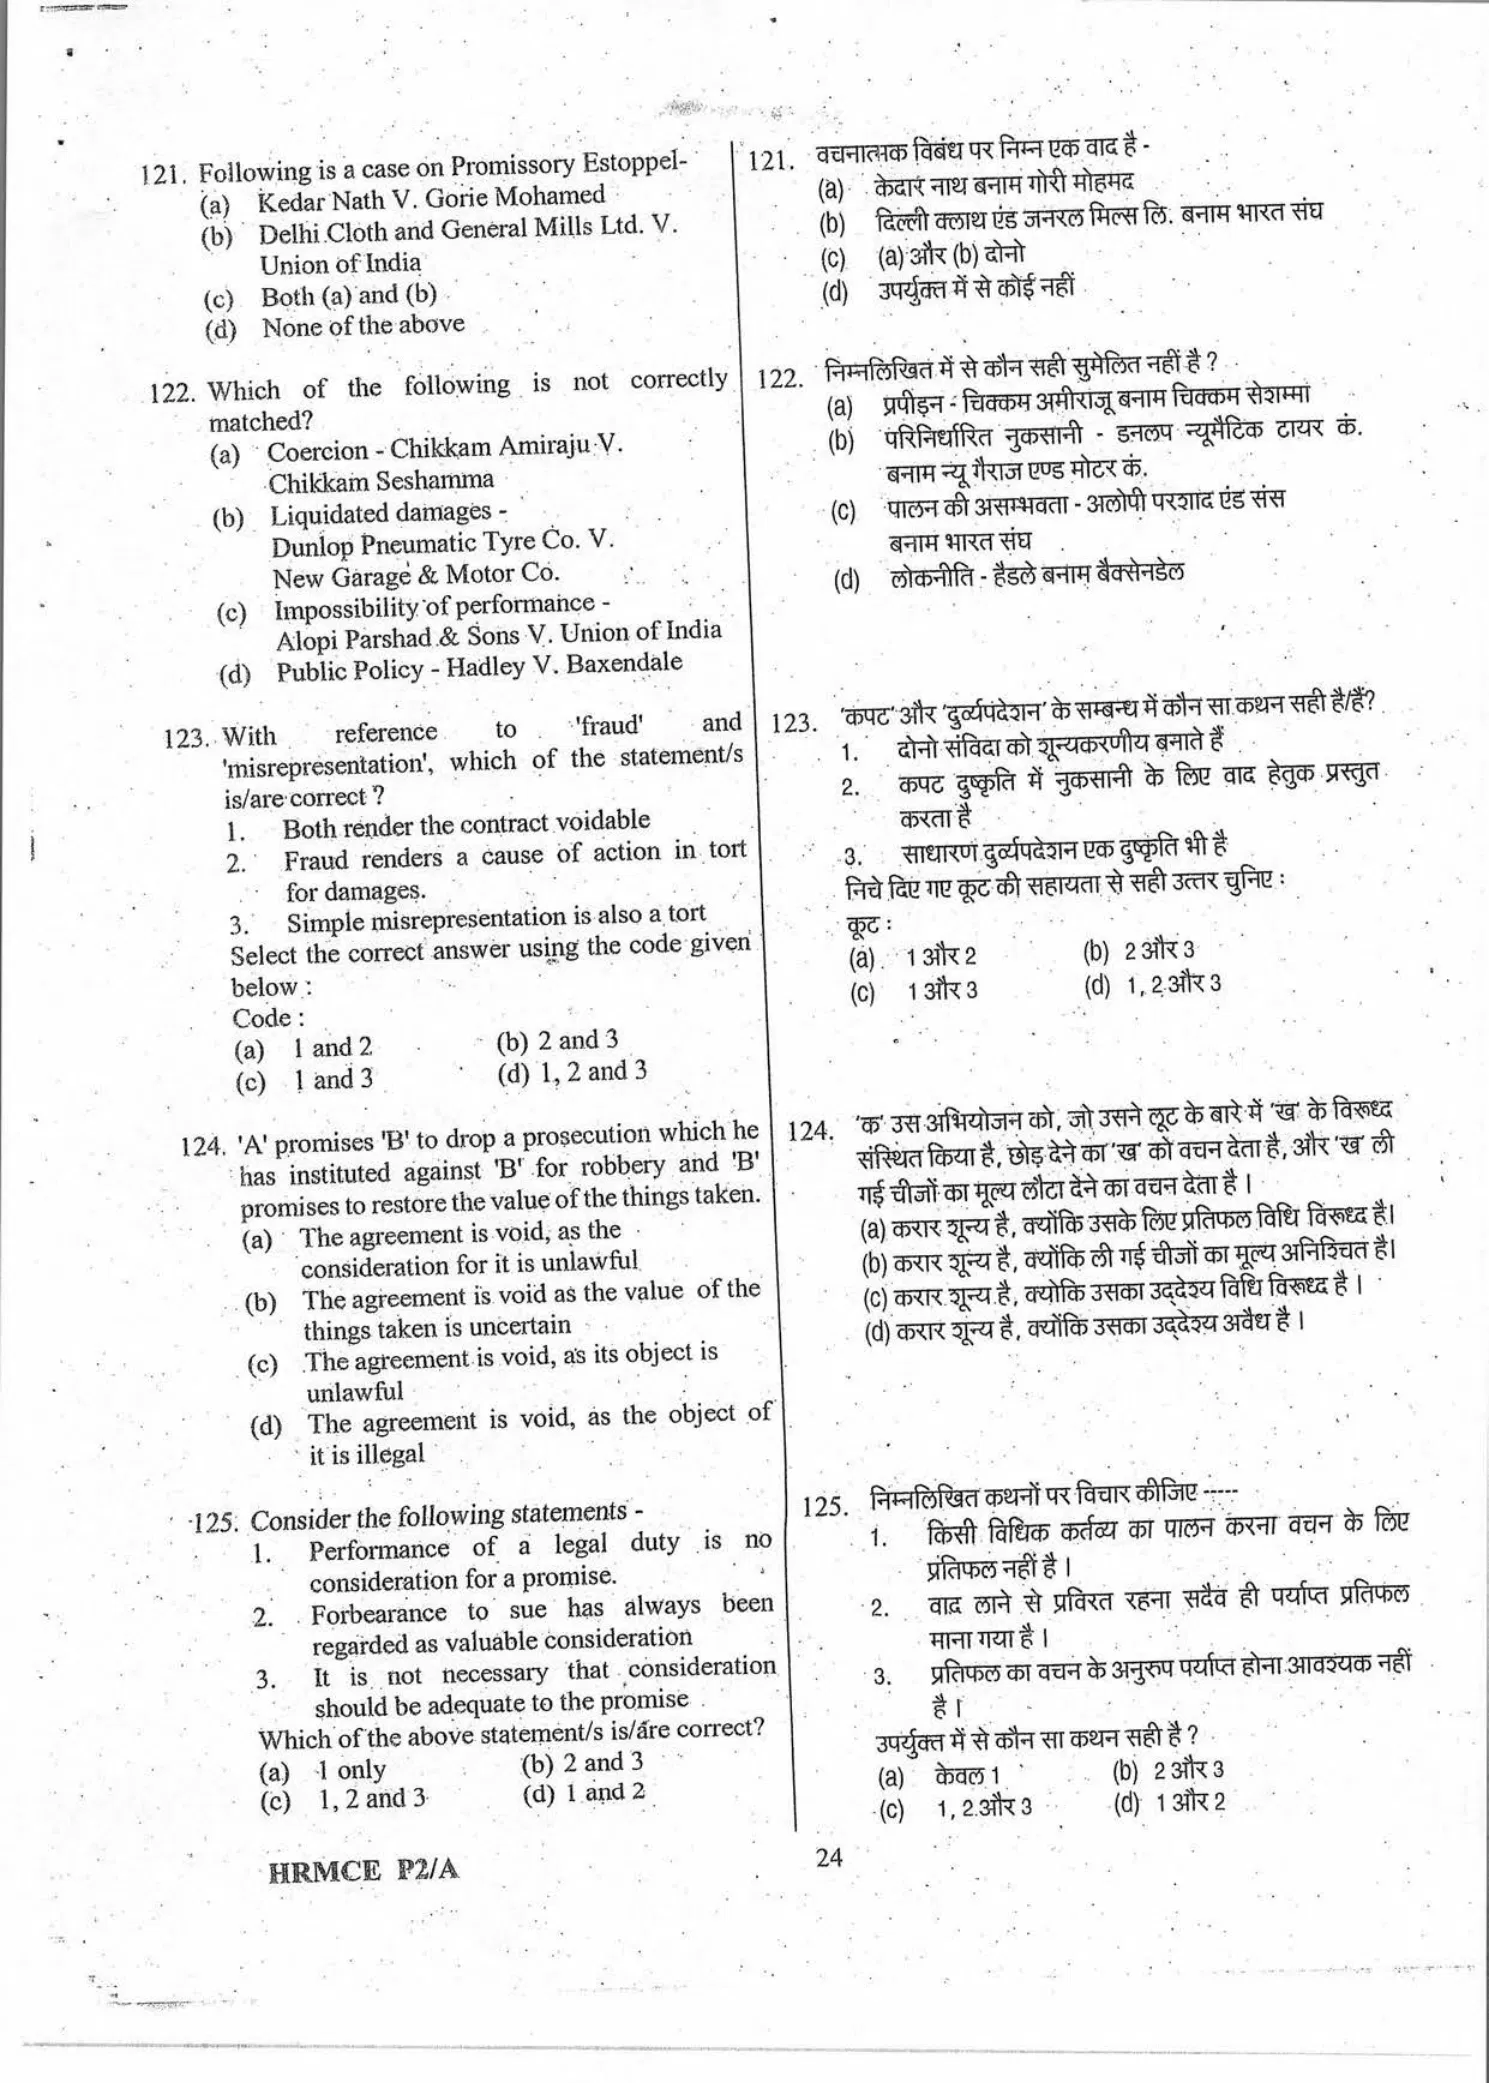 121. Following is a case on Promissory Estoppel-
(a) Kedar Nath V. Gorie Mohamed
(b) Delhi Cloth and General Mills Ltd. V.
Union of India
(c) Both (a) and (b)
(d) None of the above
122. Which of the following is not correctly
matched?
(a) Coercion - Chikkam Amiraju V.
Chikkam Seshamma
(b) Liquidated damages -
Dunlop Pneumatic Tyre Co. V.
New Garage & Motor Co.
(c) Impossibility of performance -
Alopi Parshad & Sons V. Union of India
(d) Public Policy - Hadley V. Baxendale
123. With reference to 'fraud' and
'misrepresentation', which of the statement/s
is/are correct ?
1. Both render the contract voidable
2. Fraud renders a cause of action in tort
for damages.
3. Simple misrepresentation is also a tort
Select the correct answer using the code given
below :
Code :
(a) 1 and 2 (b) 2 and 3
(c) 1 and 3 (d) 1, 2 and 3
124. 'A' promises 'B' to drop a prosecution which he
has instituted against 'B' for robbery and 'B'
promises to restore the value of the things taken.
(a) The agreement is void, as the
consideration for it is unlawful
(b) The agreement is void as the value of the
things taken is uncertain
(c) The agreement is void, as its object is
unlawful
(d) The agreement is void, as the object of
it is illegal
125. Consider the following statements -
1. Performance of a legal duty is no
consideration for a promise.
2. Forbearance to sue has always been
regarded as valuable consideration
3. It is not necessary that consideration
should be adequate to the promise
Which of the above statement/s is/are correct?
(a) 1 only (b) 2 and 3
(c) 1, 2 and 3 (d) 1 and 2
121. वचनात्मक विबंध पर निम्न एक वाद है -
(a) केदार नाथ बनाम गोरी मोहमद
(b) दिल्ली क्लाथ एंड जनरल मिल्स लि. बनाम भारत संघ
(c) (a) और (b) दोनो
(d) उपर्युक्त में से कोई नहीं
122. निम्नलिखित में से कौन सही सुमेलित नहीं है ?
(a) प्रपीड़न - चिक्कम अमीराजू बनाम चिक्कम सेशम्मा
(b) परिनिर्धारित नुकसानी - डनलप न्यूमैटिक टायर कं.
बनाम न्यू गैराज एण्ड मोटर कं.
(c) पालन की असम्भवता - अलोपी परशाद एंड संस
बनाम भारत संघ
(d) लोकनीति - हैडले बनाम बैक्सेनडेल
123. 'कपट' और 'दुर्व्यपदेशन' के सम्बन्ध में कौन सा कथन सही है/हैं?
1. दोनो संविदा को शून्यकरणीय बनाते हैं
2. कपट दुष्कृति में नुकसानी के लिए वाद हेतुक प्रस्तुत
करता है
3. साधारण दुर्व्यपदेशन एक दुष्कृति भी है
निचे दिए गए कूट की सहायता से सही उत्तर चुनिए :
कूट :
(a) 1 और 2 (b) 2 और 3
(c) 1 और 3 (d) 1, 2 और 3
124. 'क' उस अभियोजन को, जो उसने लूट के बारे में 'ख' के विरूध्द
संस्थित किया है, छोड़ देने का 'ख' को वचन देता है, और 'ख' ली
गई चीजों का मूल्य लौटा देने का वचन देता है ।
(a) करार शून्य है, क्योंकि उसके लिए प्रतिफल विधि विरूध्द है।
(b) करार शून्य है, क्योंकि ली गई चीजों का मूल्य अनिश्चित है।
(c) करार शून्य है, क्योकि उसका उद्देश्य विधि विरूध्द है ।
(d) करार शून्य है, क्योंकि उसका उद्देश्य अवैध है ।
125. निम्नलिखित कथनों पर विचार कीजिए -----
1. किसी विधिक कर्तव्य का पालन करना वचन के लिए
प्रतिफल नहीं है ।
2. वाद लाने से प्रविरत रहना सदैव ही पर्याप्त प्रतिफल
माना गया है ।
3. प्रतिफल का वचन के अनुरुप पर्याप्त होना आवश्यक नहीं
है ।
उपर्युक्त में से कौन सा कथन सही है ?
(a) केवल 1 (b) 2 और 3
(c) 1, 2 और 3 (d) 1 और 2
HRMCE P2/A
24